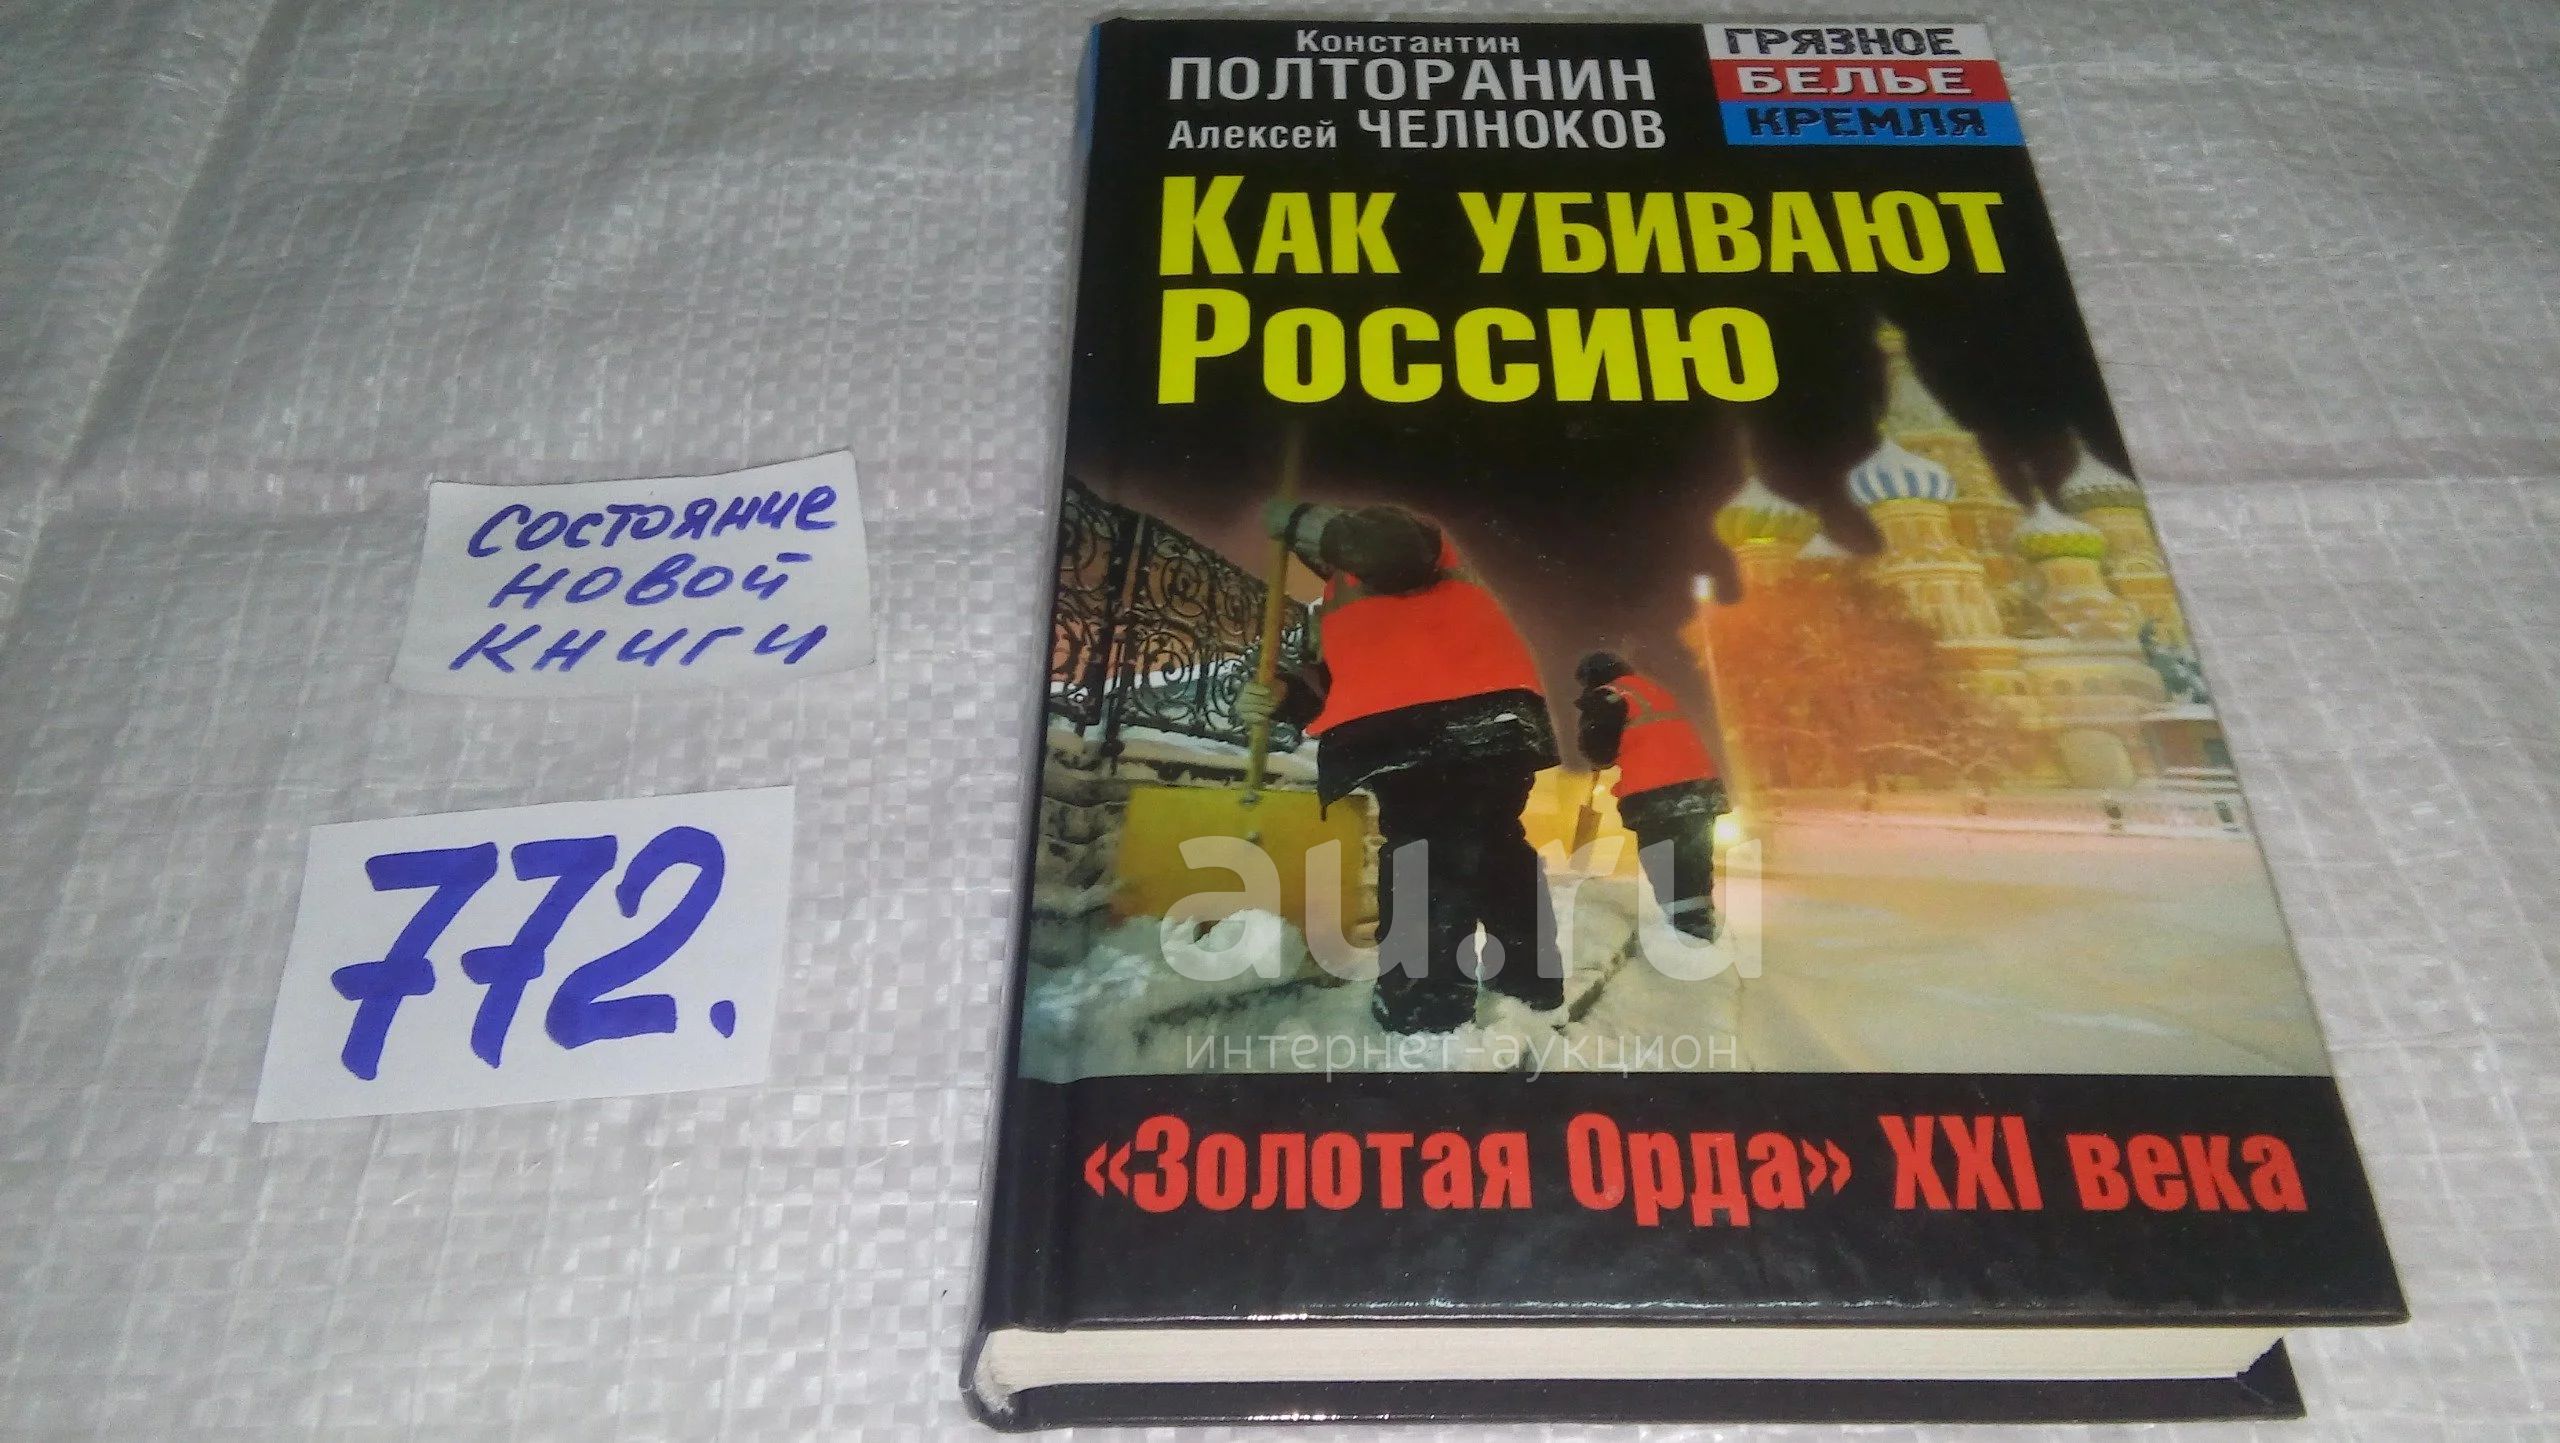 Константин
ПОЛТОРАНИН
Алексей ЧЕЛНОКОВ
ГРЯЗНОЕ
БЕЛЬЕ
КРЕМЛЯ
КАК УБИВАЮТ
РОССИЮ
состояние
новой
книги
772.
au.ru
интернет-аукцион
«Золотая Орда» XXI века